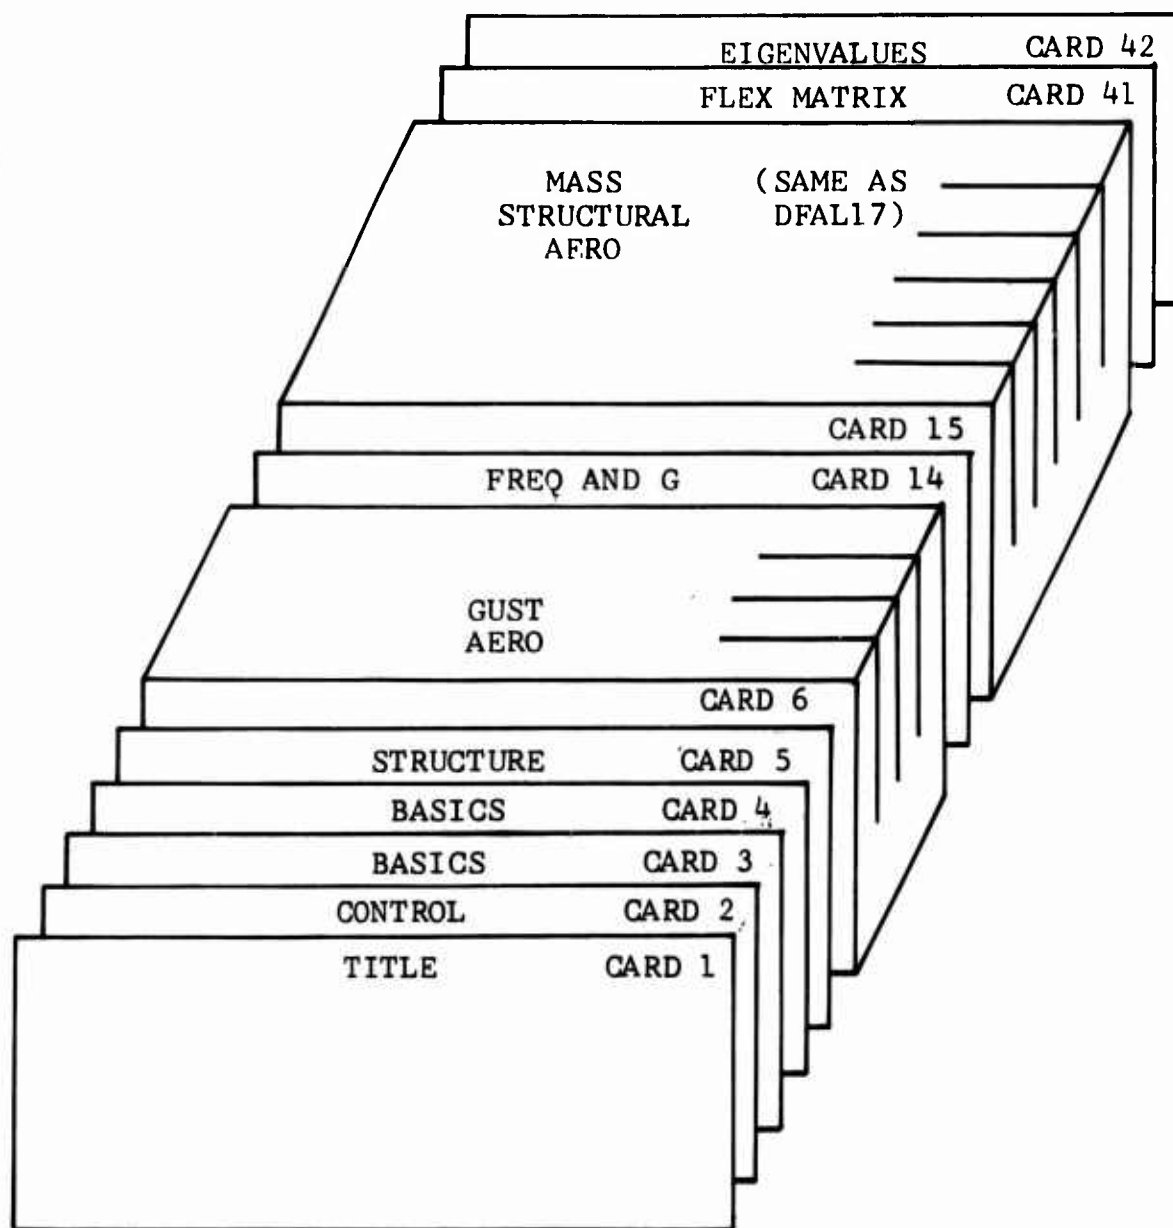 EIGENVALUES CARD 42
FLEX MATRIX CARD 41
MASS (SAME AS
STRUCTURAL DFAL17)
AERO
CARD 15
FREQ AND G CARD 14
GUST
AERO
CARD 6
STRUCTURE CARD 5
BASICS CARD 4
BASICS CARD 3
CONTROL CARD 2
TITLE CARD 1